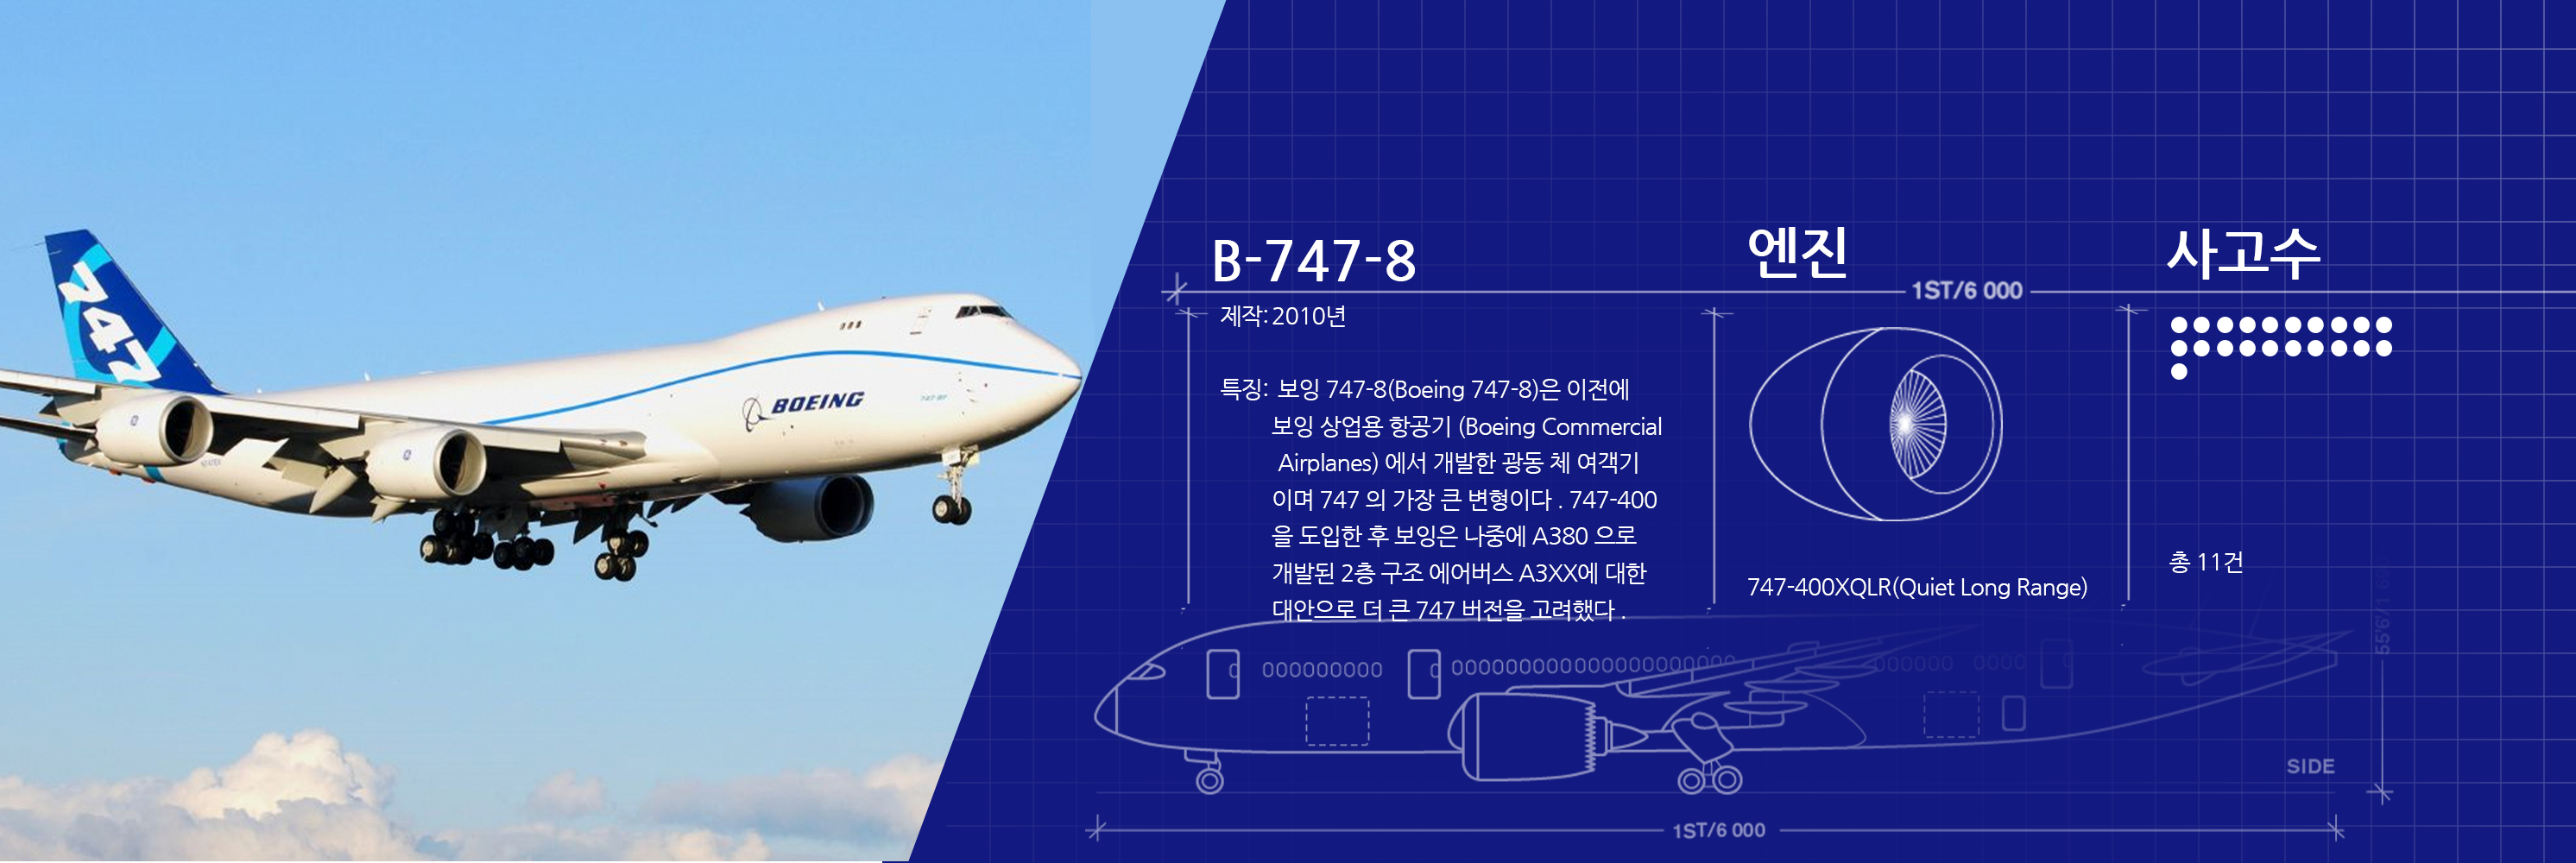 747
BOEING
747-8F
B-747-8
제작: 2010년
특징: 보잉 747-8(Boeing 747-8)은 이전에
보잉 상업용 항공기 (Boeing Commercial
Airplanes) 에서 개발한 광동 체 여객기
이며 747 의 가장 큰 변형이다 . 747-400
을 도입한 후 보잉은 나중에 A380 으로
개발된 2층 구조 에어버스 A3XX에 대한
대안으로 더 큰 747 버전을 고려했다 .
엔진
1ST/6 000
747-400XQLR(Quiet Long Range)
사고수
총 11건
SIDE
1ST/6 000